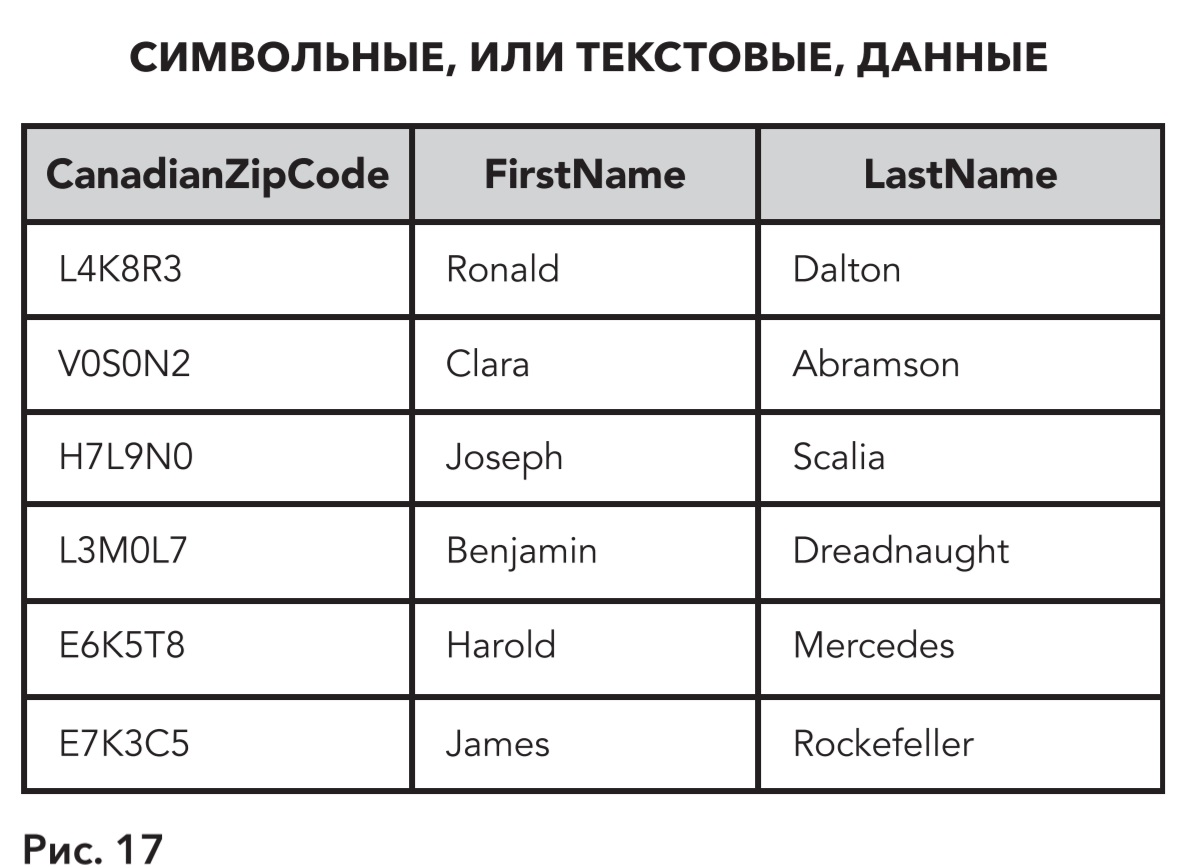 СИМВОЛЬНЫЕ, ИЛИ ТЕКСТОВЫЕ, ДАННЫЕ
CanadianZipCode FirstName LastName
L4K8R3 Ronald Dalton
V0S0N2 Clara Abramson
H7L9N0 Joseph Scalia
L3M0L7 Benjamin Dreadnaught
E6K5T8 Harold Mercedes
E7K3C5 James Rockefeller
Рис. 17